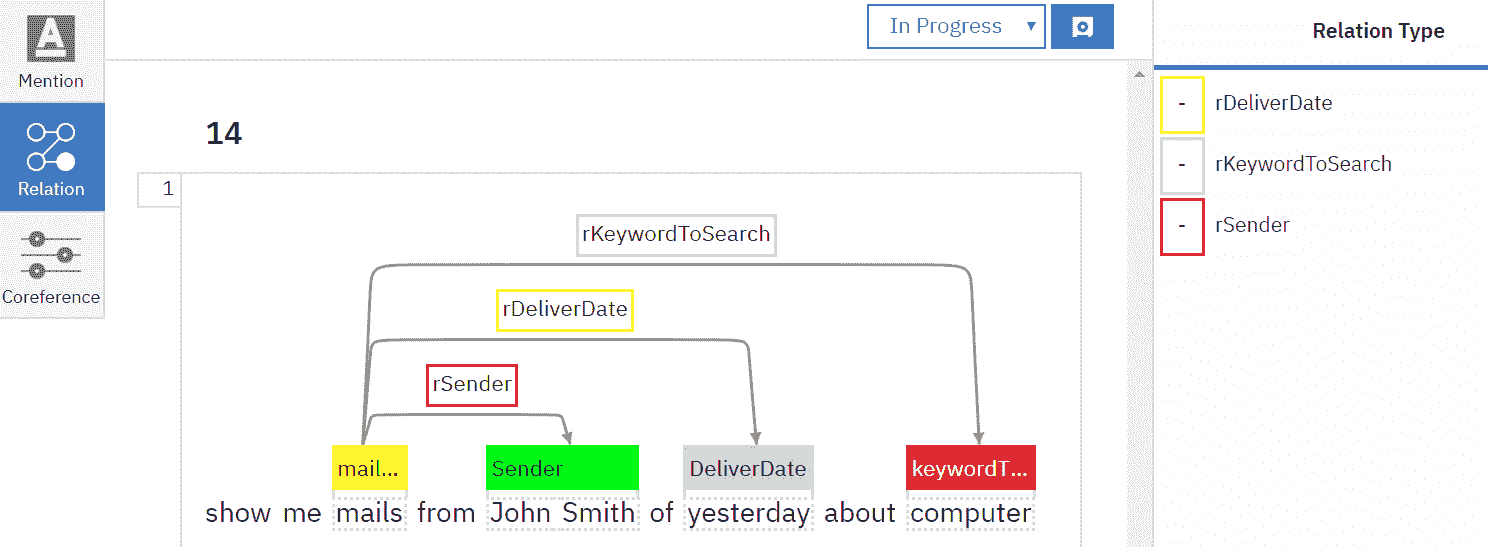 A
Mention
Relation
Coreference
In Progress ▾
14
1
rKeywordToSearch
rDeliverDate
rSender
mail... Sender DeliverDate keywordT...
show me mails from John Smith of yesterday about computer
Relation Type
- rDeliverDate
- rKeywordToSearch
- rSender